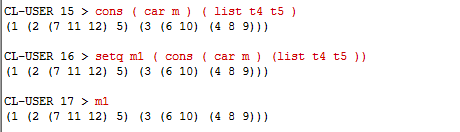 CL-USER 15 > cons ( car m ) ( list t4 t5 )
(1 (2 (7 11 12) 5) (3 (6 10) (4 8 9)))
CL-USER 16 > setq m1 ( cons ( car m ) (list t4 t5 ))
(1 (2 (7 11 12) 5) (3 (6 10) (4 8 9)))
CL-USER 17 > m1
(1 (2 (7 11 12) 5) (3 (6 10) (4 8 9)))